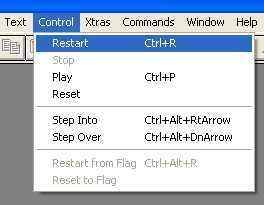 Text Control Xtras Commands Window Help
Restart Ctrl+R
Stop
Play Ctrl+P
Reset
Step Into Ctrl+Alt+RtArrow
Step Over Ctrl+Alt+DnArrow
Restart from Flag Ctrl+Alt+R
Reset to Flag